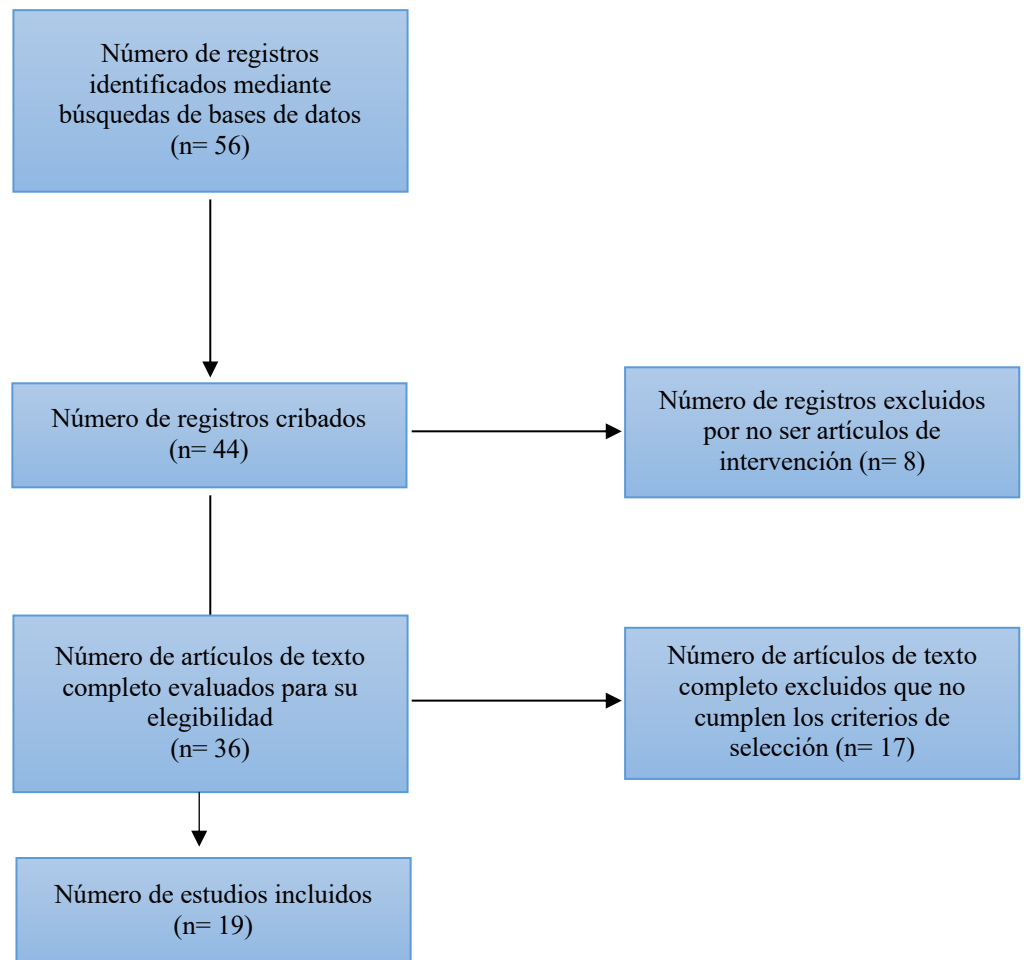 Número de registros
identificados mediante
búsquedas de bases de datos
(n= 56)
Número de registros cribados
(n= 44)
Número de registros excluidos
por no ser artículos de
intervención (n= 8)
Número de artículos de texto
completo evaluados para su
elegibilidad
(n= 36)
Número de artículos de texto
completo excluidos que no
cumplen los criterios de
selección (n= 17)
Número de estudios incluidos
(n= 19)